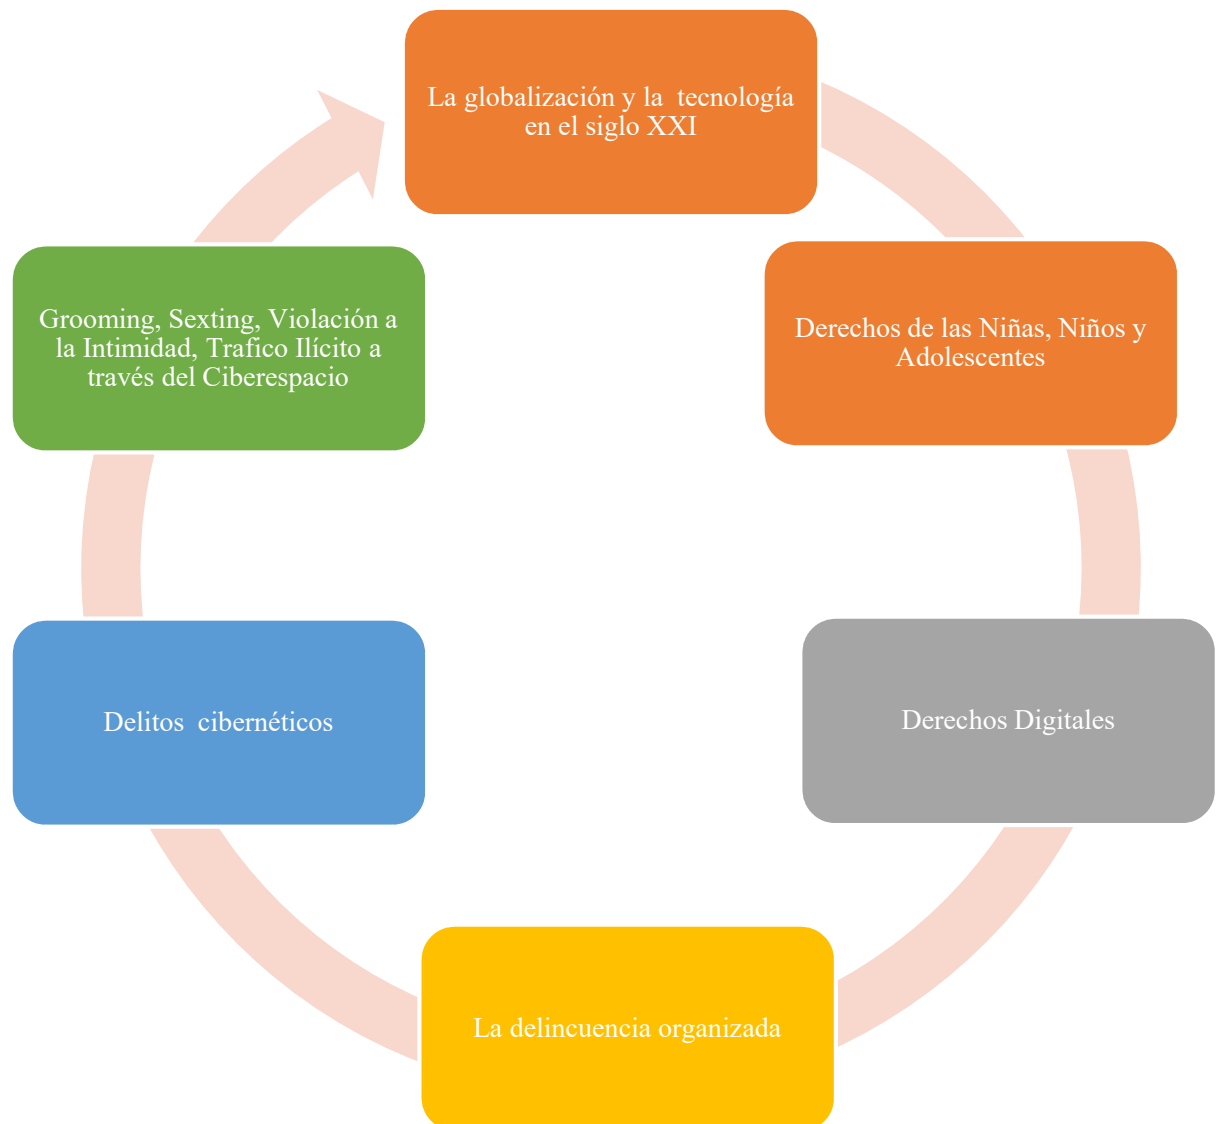 La globalización y la  tecnología
en el siglo XXI
Derechos de las Niñas, Niños y
Adolescentes
Derechos Digitales
La delincuencia organizada
Delitos  cibernéticos
Grooming, Sexting, Violación a
la Intimidad, Trafico Ilícito a
través del Ciberespacio